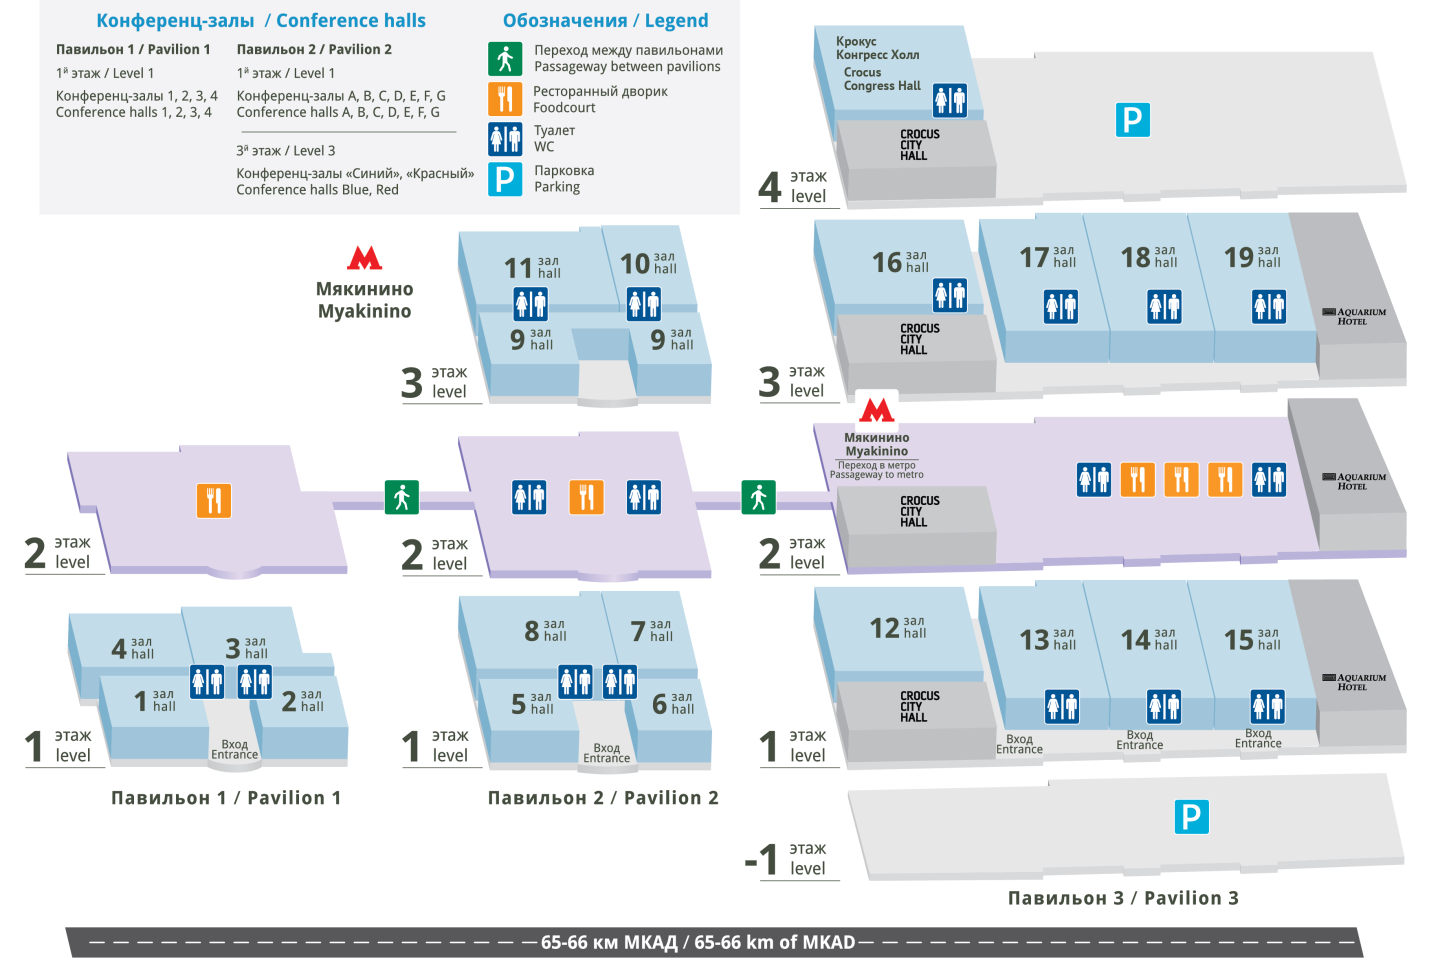 Конференц-залы / Conference halls
Павильон 1 / Pavilion 1
1й этаж / Level 1
Конференц-залы 1, 2, 3, 4
Conference halls 1, 2, 3, 4
Павильон 2 / Pavilion 2
1й этаж / Level 1
Конференц-залы A, B, C, D, E, F, G
Conference halls A, B, C, D, E, F, G
3й этаж / Level 3
Конференц-залы «Синий», «Красный»
Conference halls Blue, Red
Обозначения / Legend
Переход между павильонами
Passageway between pavilions
Ресторанный дворик
Foodcourt
Туалет
WC
P
Парковка
Parking
Крокус
Конгресс Холл
Crocus
Congress Hall
CROCUS
CITY
HALL
P
4 этаж
level
Мякинино
Myakinino
11 зал
hall
10 зал
hall
9 зал
hall
9 зал
hall
3 этаж
level
16 зал
hall
17 зал
hall
18 зал
hall
19 зал
hall
CROCUS
CITY
HALL
AQUARIUM
HOTEL
3 этаж
level
2 этаж
level
2 этаж
level
Мякинино
Myakinino
Переход в метро
Passageway to metro
CROCUS
CITY
HALL
AQUARIUM
HOTEL
2 этаж
level
4 зал
hall
3 зал
hall
1 зал
hall
2 зал
hall
Вход
Entrance
1 этаж
level
Павильон 1 / Pavilion 1
8 зал
hall
7 зал
hall
5 зал
hall
6 зал
hall
Вход
Entrance
1 этаж
level
Павильон 2 / Pavilion 2
12 зал
hall
13 зал
hall
14 зал
hall
15 зал
hall
CROCUS
CITY
HALL
AQUARIUM
HOTEL
Вход
Entrance
Вход
Entrance
Вход
Entrance
1 этаж
level
P
-1 этаж
level
Павильон 3 / Pavilion 3
65-66 км МКАД / 65-66 km of MKAD